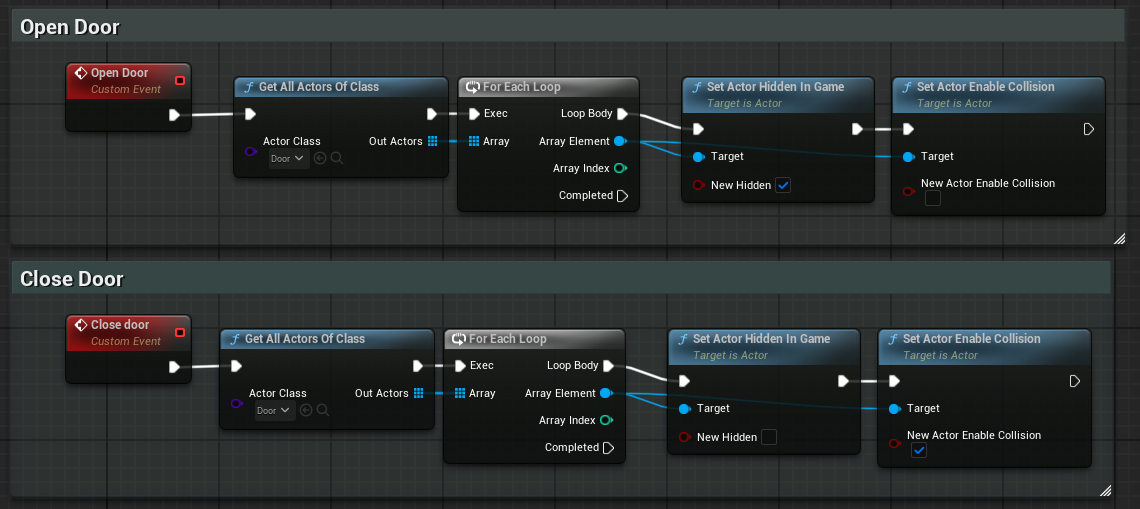 Open Door
Open Door
Custom Event
Get All Actors Of Class
Actor Class
Door
Out Actors
For Each Loop
Exec
Loop Body
Array
Array Element
Array Index
Completed
Set Actor Hidden In Game
Target is Actor
Target
New Hidden
Set Actor Enable Collision
Target is Actor
Target
New Actor Enable Collision
Close Door
Close door
Custom Event
Get All Actors Of Class
Actor Class
Door
Out Actors
For Each Loop
Exec
Loop Body
Array
Array Element
Array Index
Completed
Set Actor Hidden In Game
Target is Actor
Target
New Hidden
Set Actor Enable Collision
Target is Actor
Target
New Actor Enable Collision